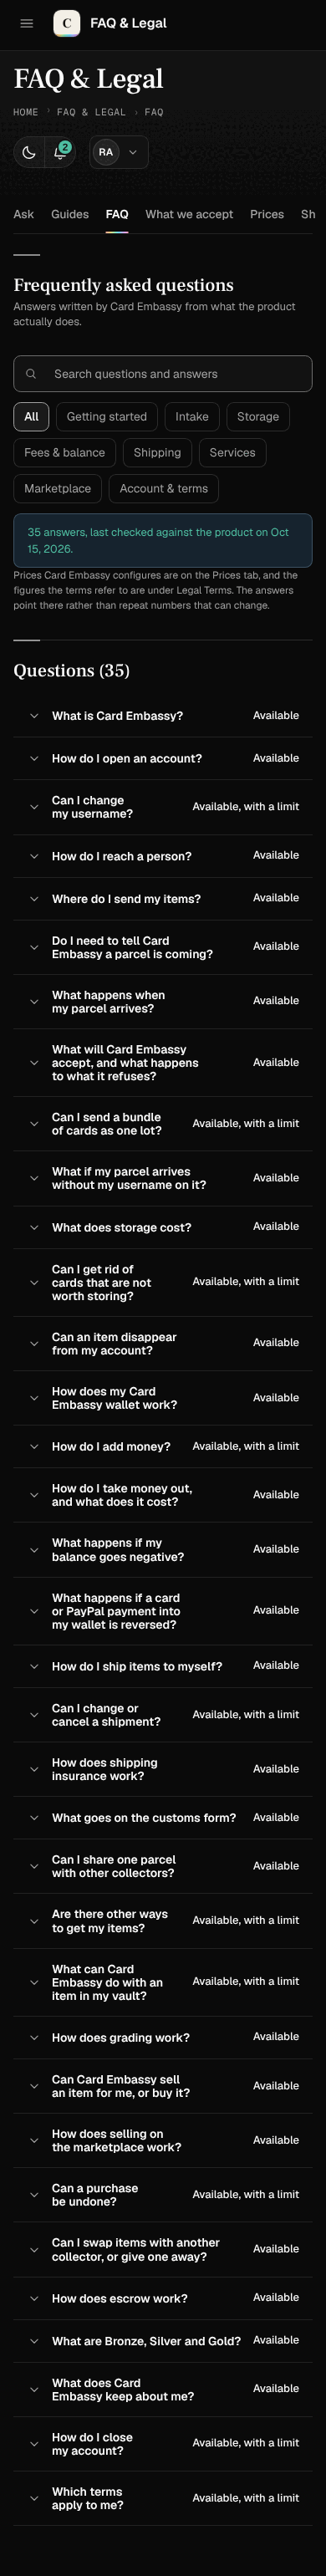 C FAQ & Legal
FAQ & Legal
HOME › FAQ & LEGAL › FAQ
2
RA
Ask Guides FAQ What we accept Prices Sh
Frequently asked questions
Answers written by Card Embassy from what the product
actually does.
Search questions and answers
All Getting started Intake Storage
Fees & balance Shipping Services
Marketplace Account & terms
35 answers, last checked against the product on Oct
15, 2026.
Prices Card Embassy configures are on the Prices tab, and the
figures the terms refer to are under Legal Terms. The answers
point there rather than repeat numbers that can change.
Questions (35)
What is Card Embassy? Available
How do I open an account? Available
Can I change
my username? Available, with a limit
How do I reach a person? Available
Where do I send my items? Available
Do I need to tell Card
Embassy a parcel is coming? Available
What happens when
my parcel arrives? Available
What will Card Embassy
accept, and what happens
to what it refuses? Available
Can I send a bundle
of cards as one lot? Available, with a limit
What if my parcel arrives
without my username on it? Available
What does storage cost? Available
Can I get rid of
cards that are not
worth storing? Available, with a limit
Can an item disappear
from my account? Available
How does my Card
Embassy wallet work? Available
How do I add money? Available, with a limit
How do I take money out,
and what does it cost? Available
What happens if my
balance goes negative? Available
What happens if a card
or PayPal payment into
my wallet is reversed? Available
How do I ship items to myself? Available
Can I change or
cancel a shipment? Available, with a limit
How does shipping
insurance work? Available
What goes on the customs form? Available
Can I share one parcel
with other collectors? Available
Are there other ways
to get my items? Available, with a limit
What can Card
Embassy do with an
item in my vault? Available, with a limit
How does grading work? Available
Can Card Embassy sell
an item for me, or buy it? Available
How does selling on
the marketplace work? Available
Can a purchase
be undone? Available, with a limit
Can I swap items with another
collector, or give one away? Available
How does escrow work? Available
What are Bronze, Silver and Gold? Available
What does Card
Embassy keep about me? Available
How do I close
my account? Available, with a limit
Which terms
apply to me? Available, with a limit